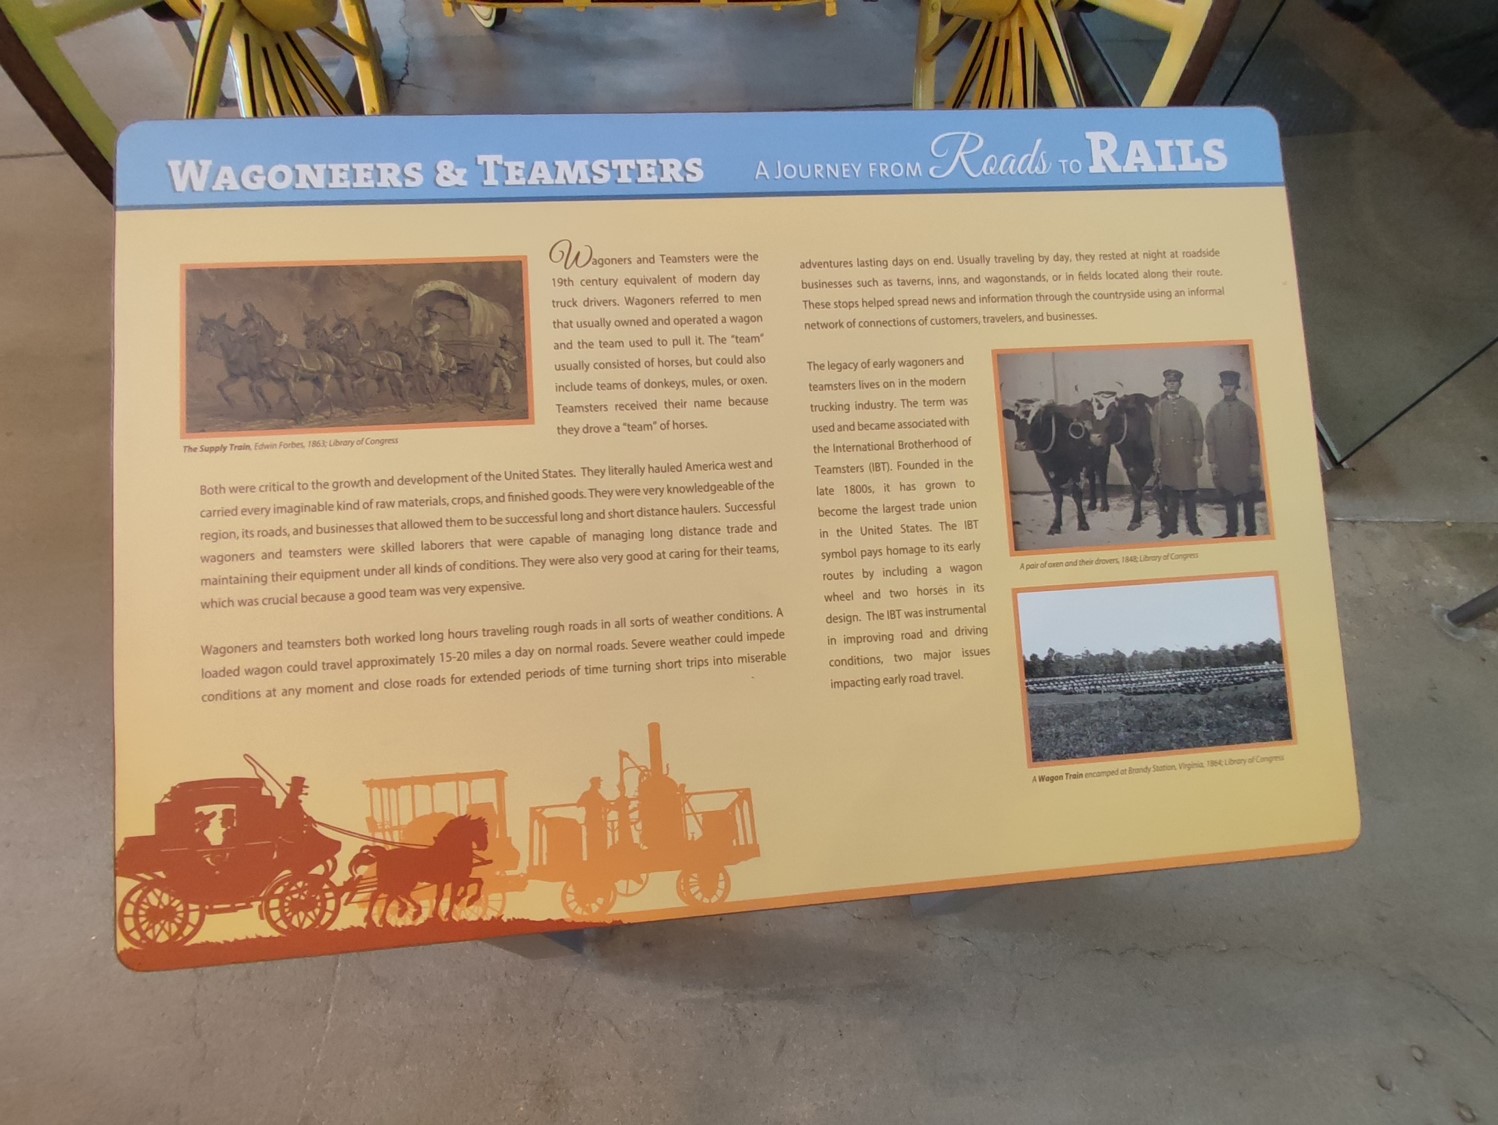 WAGONEERS & TEAMSTERS
A JOURNEY FROM Roads TO RAILS
The Supply Train, Edwin Forbes, 1863; Library of Congress
Wagoners and Teamsters were the
19th century equivalent of modern day
truck drivers. Wagoners referred to men
that usually owned and operated a wagon
and the team used to pull it. The "team"
usually consisted of horses, but could also
include teams of donkeys, mules, or oxen.
Teamsters received their name because
they drove a "team" of horses.
Both were critical to the growth and development of the United States. They literally hauled America west and
carried every imaginable kind of raw materials, crops, and finished goods. They were very knowledgeable of the
region, its roads, and businesses that allowed them to be successful long and short distance haulers. Successful
wagoners and teamsters were skilled laborers that were capable of managing long distance trade and
maintaining their equipment under all kinds of conditions. They were also very good at caring for their teams,
which was crucial because a good team was very expensive.
Wagoners and teamsters both worked long hours traveling rough roads in all sorts of weather conditions. A
loaded wagon could travel approximately 15-20 miles a day on normal roads. Severe weather could impede
conditions at any moment and close roads for extended periods of time turning short trips into miserable
adventures lasting days on end. Usually traveling by day, they rested at night at roadside
businesses such as taverns, inns, and wagonstands, or in fields located along their route.
These stops helped spread news and information through the countryside using an informal
network of connections of customers, travelers, and businesses.
The legacy of early wagoners and
teamsters lives on in the modern
trucking industry. The term was
used and became associated with
the International Brotherhood of
Teamsters (IBT). Founded in the
late 1800s, it has grown to
become the largest trade union
in the United States. The IBT
symbol pays homage to its early
routes by including a wagon
wheel and two horses in its
design. The IBT was instrumental
in improving road and driving
conditions, two major issues
impacting early road travel.
A pair of oxen and their drovers, 1848; Library of Congress
A Wagon Train encamped at Brandy Station, Virginia, 1864; Library of Congress